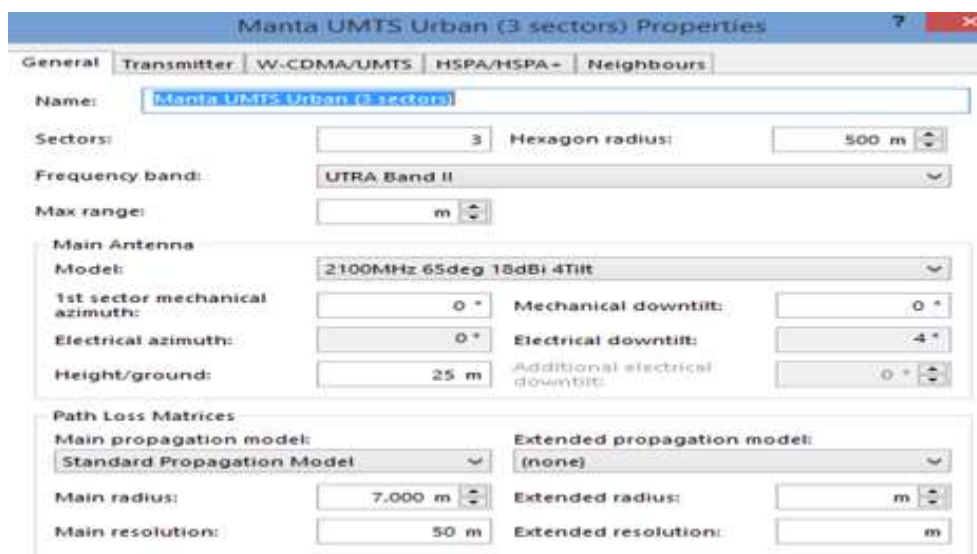 Manta UMTS Urban (3 sectors) Properties ?
General Transmitter W-CDMA/UMTS HSPA/HSPA+ Neighbours
Name: Manta UMTS Urban (3 sectors)
Sectors: 3 Hexagon radius: 500 m
Frequency band: UTRA Band II
Max range: m
Main Antenna
Model: 2100MHz 65deg 18dBi 4Tilt
1st sector mechanical azimuth: 0 ° Mechanical downtilt: 0 °
Electrical azimuth: 0 ° Electrical downtilt: 4 °
Height/ground: 25 m Additional electrical downtilt: 0 °
Path Loss Matrices
Main propagation model: Extended propagation model:
Standard Propagation Model (none)
Main radius: 7.000 m Extended radius: m
Main resolution: 50 m Extended resolution: m